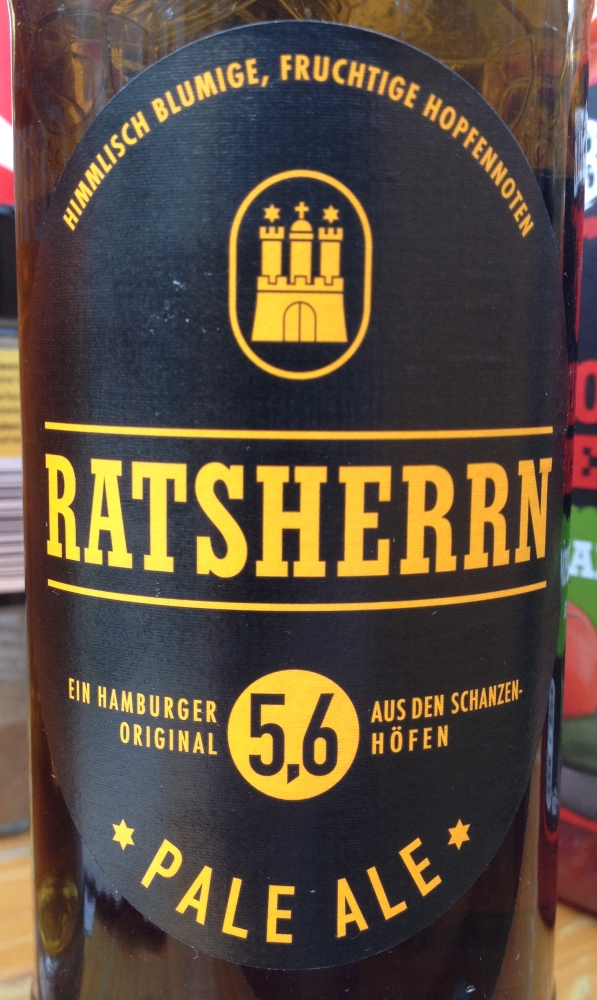 HIMMLISCH BLUMIGE, FRUCHTIGE HOPFENNOTEN
RATSHERRN
EIN HAMBURGER
ORIGINAL
5,6
AUS DEN SCHANZEN-
HÖFEN
PALE ALE